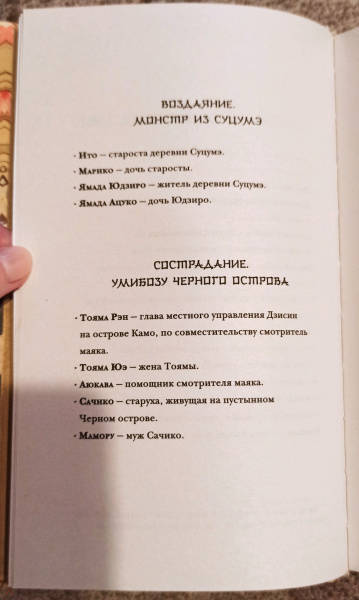 ВОЗДАЯНИЕ.
МОНСТР ИЗ СУЦУМЭ
• Ито — староста деревни Суцумэ.
• Марико — дочь старосты.
• Ямада Юдзиро — житель деревни Суцумэ.
• Ямада Ацуко — дочь Юдзиро.
СОСТРАДАНИЕ.
УМИБОЗУ ЧЕРНОГО ОСТРОВА
• Тояма Рэн — глава местного управления Дзисин
на острове Камо, по совместительству смотритель
маяка.
• Тояма Юэ — жена Тоямы.
• Аюкава — помощник смотрителя маяка.
• Сачико — старуха, живущая на пустынном
Черном острове.
• Мамору — муж Сачико.